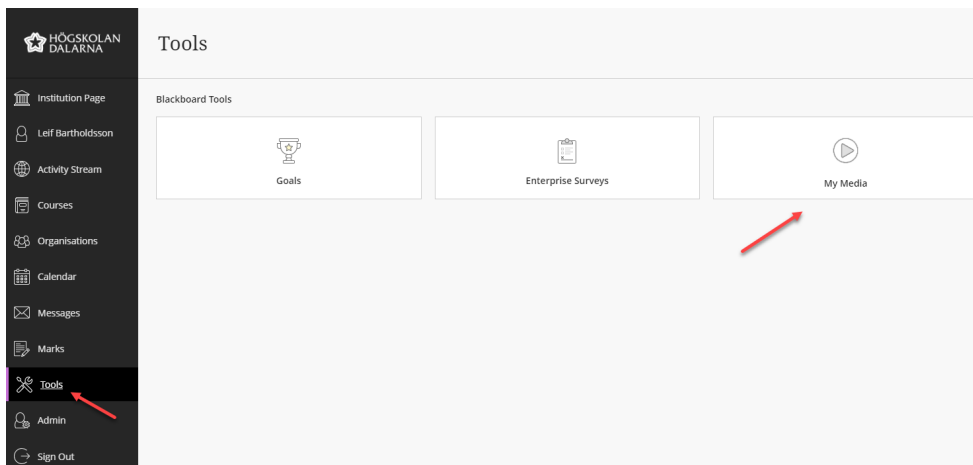 HÖGSKOLAN
DALARNA
Tools
Institution Page
Leif Bartholdsson
Activity Stream
Courses
Organisations
Calendar
Messages
Marks
Tools
Admin
Sign Out
Blackboard Tools
Goals
Enterprise Surveys
My Media